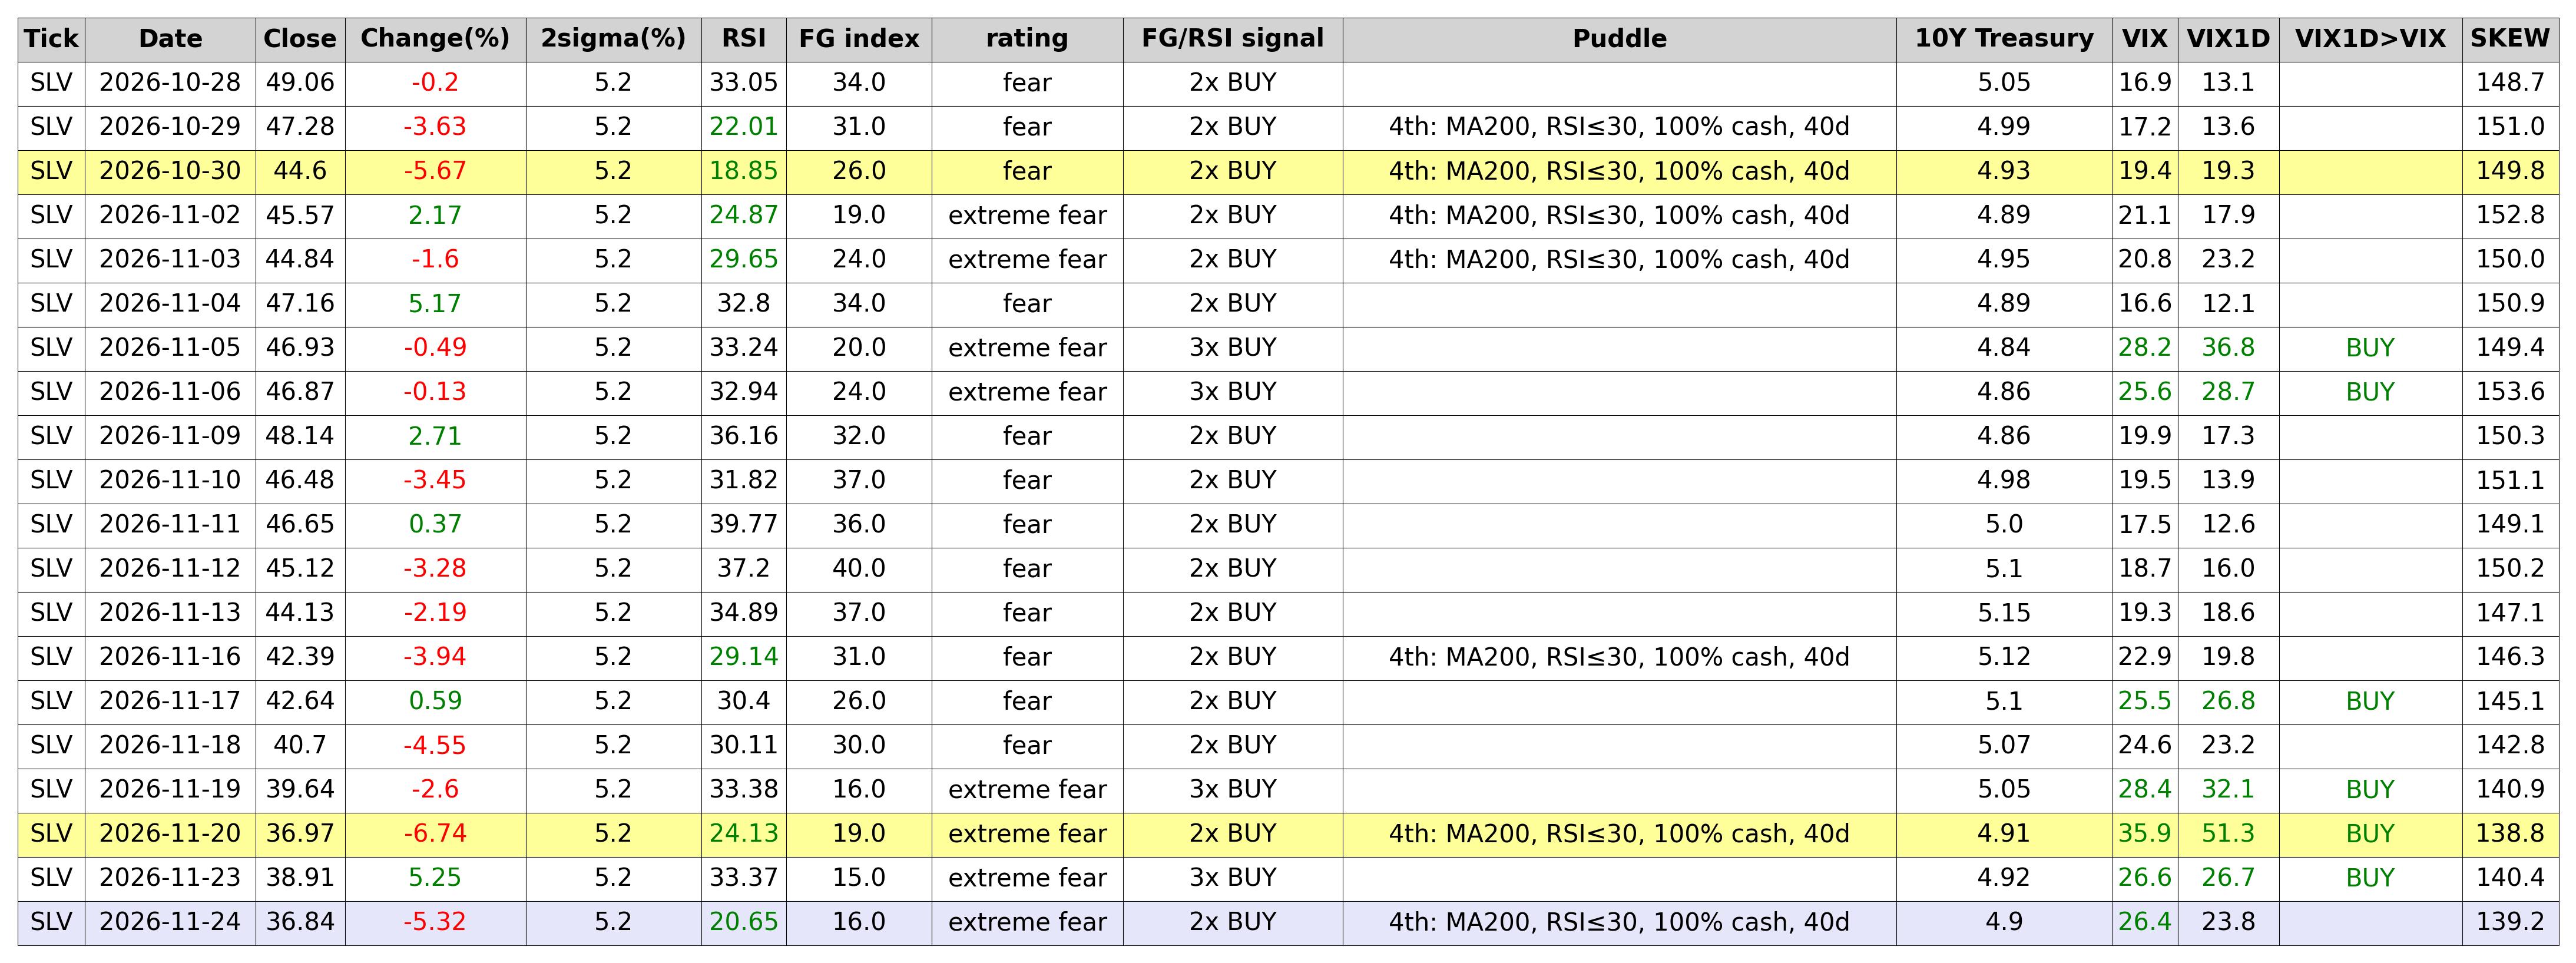 Tick Date Close Change(%) 2sigma(%) RSI FG index rating FG/RSI signal Puddle 10Y Treasury VIX VIX1D VIX1D>VIX SKEW
SLV 2026-10-28 49.06 -0.2 5.2 33.05 34.0 fear 2x BUY 5.05 16.9 13.1 148.7
SLV 2026-10-29 47.28 -3.63 5.2 22.01 31.0 fear 2x BUY 4th: MA200, RSI≤30, 100% cash, 40d 4.99 17.2 13.6 151.0
SLV 2026-10-30 44.6 -5.67 5.2 18.85 26.0 fear 2x BUY 4th: MA200, RSI≤30, 100% cash, 40d 4.93 19.4 19.3 149.8
SLV 2026-11-02 45.57 2.17 5.2 24.87 19.0 extreme fear 2x BUY 4th: MA200, RSI≤30, 100% cash, 40d 4.89 21.1 17.9 152.8
SLV 2026-11-03 44.84 -1.6 5.2 29.65 24.0 extreme fear 2x BUY 4th: MA200, RSI≤30, 100% cash, 40d 4.95 20.8 23.2 150.0
SLV 2026-11-04 47.16 5.17 5.2 32.8 34.0 fear 2x BUY 4.89 16.6 12.1 150.9
SLV 2026-11-05 46.93 -0.49 5.2 33.24 20.0 extreme fear 3x BUY 4.84 28.2 36.8 BUY 149.4
SLV 2026-11-06 46.87 -0.13 5.2 32.94 24.0 extreme fear 3x BUY 4.86 25.6 28.7 BUY 153.6
SLV 2026-11-09 48.14 2.71 5.2 36.16 32.0 fear 2x BUY 4.86 19.9 17.3 150.3
SLV 2026-11-10 46.48 -3.45 5.2 31.82 37.0 fear 2x BUY 4.98 19.5 13.9 151.1
SLV 2026-11-11 46.65 0.37 5.2 39.77 36.0 fear 2x BUY 5.0 17.5 12.6 149.1
SLV 2026-11-12 45.12 -3.28 5.2 37.2 40.0 fear 2x BUY 5.1 18.7 16.0 150.2
SLV 2026-11-13 44.13 -2.19 5.2 34.89 37.0 fear 2x BUY 5.15 19.3 18.6 147.1
SLV 2026-11-16 42.39 -3.94 5.2 29.14 31.0 fear 2x BUY 4th: MA200, RSI≤30, 100% cash, 40d 5.12 22.9 19.8 146.3
SLV 2026-11-17 42.64 0.59 5.2 30.4 26.0 fear 2x BUY 5.1 25.5 26.8 BUY 145.1
SLV 2026-11-18 40.7 -4.55 5.2 30.11 30.0 fear 2x BUY 5.07 24.6 23.2 142.8
SLV 2026-11-19 39.64 -2.6 5.2 33.38 16.0 extreme fear 3x BUY 5.05 28.4 32.1 BUY 140.9
SLV 2026-11-20 36.97 -6.74 5.2 24.13 19.0 extreme fear 2x BUY 4th: MA200, RSI≤30, 100% cash, 40d 4.91 35.9 51.3 BUY 138.8
SLV 2026-11-23 38.91 5.25 5.2 33.37 15.0 extreme fear 3x BUY 4.92 26.6 26.7 BUY 140.4
SLV 2026-11-24 36.84 -5.32 5.2 20.65 16.0 extreme fear 2x BUY 4th: MA200, RSI≤30, 100% cash, 40d 4.9 26.4 23.8 139.2